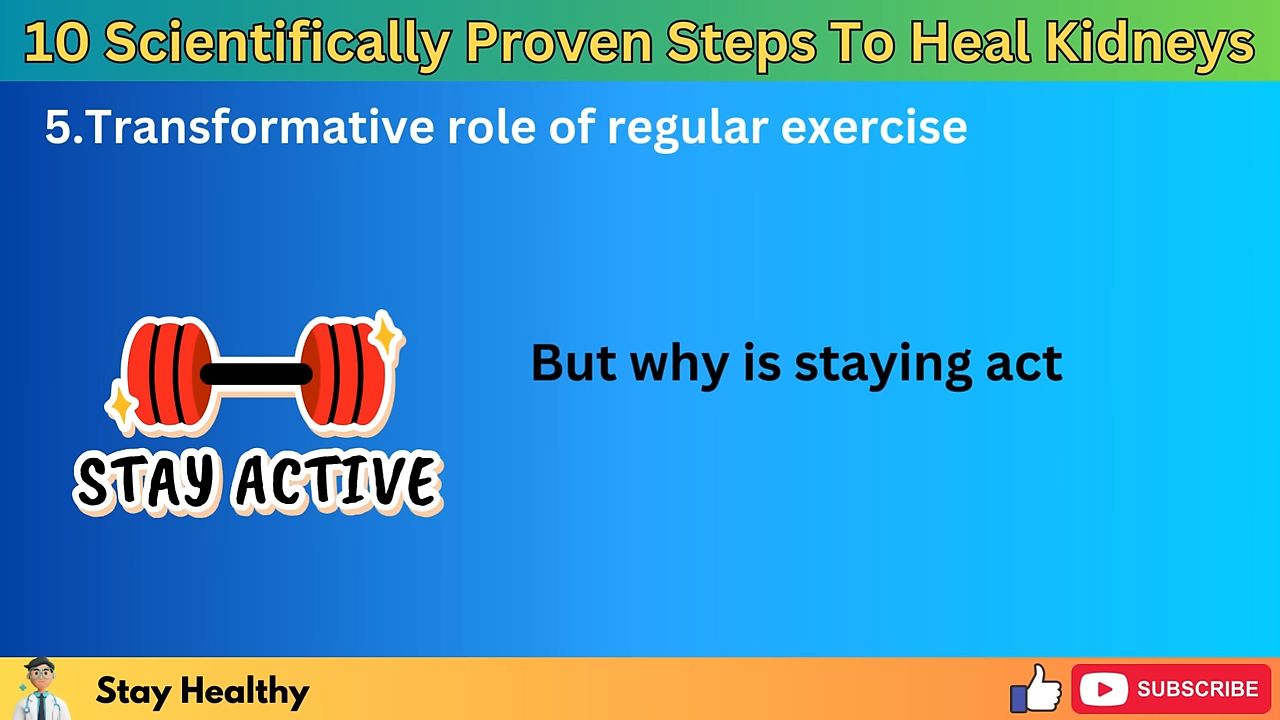 10 Scientifically Proven Steps To Heal Kidneys
5.Transformative role of regular exercise
But why is staying act
STAY ACTIVE
Stay Healthy
SUBSCRIBE